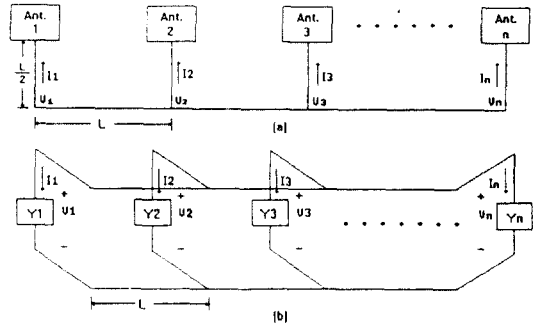 Ant. 1
Ant. 2
Ant. 3
Ant. n
L/2
I1
I2
I3
In
V1
V2
V3
Vn
L
(a)
I1
I2
I3
In
+
+
+
+
Y1
V1
Y2
V2
Y3
V3
Vn
Yn
−
−
−
−
L
(b)